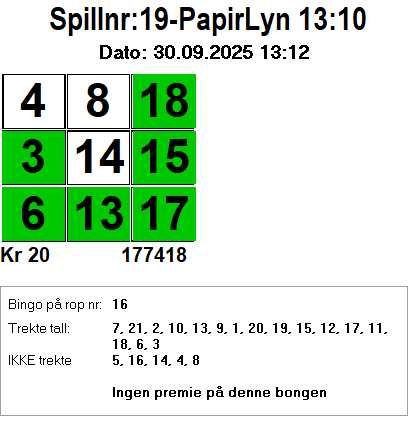 Spillnr:19-PapirLyn 13:10
Dato: 30.09.2025 13:12
4 8 18
3 14 15
6 13 17
Kr 20 177418
Bingo på rop nr: 16
Trekte tall: 7, 21, 2, 10, 13, 9, 1, 20, 19, 15, 12, 17, 11,
18, 6, 3
IKKE trekte 5, 16, 14, 4, 8
Ingen premie på denne bongen